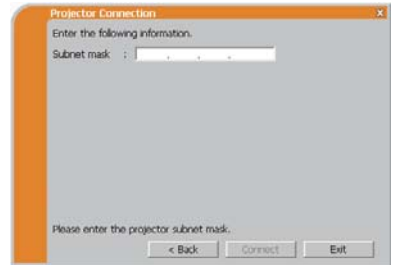 Projector Connection X
Enter the following information.
Subnet mask : . . .
Please enter the projector subnet mask.
< Back Connect Exit